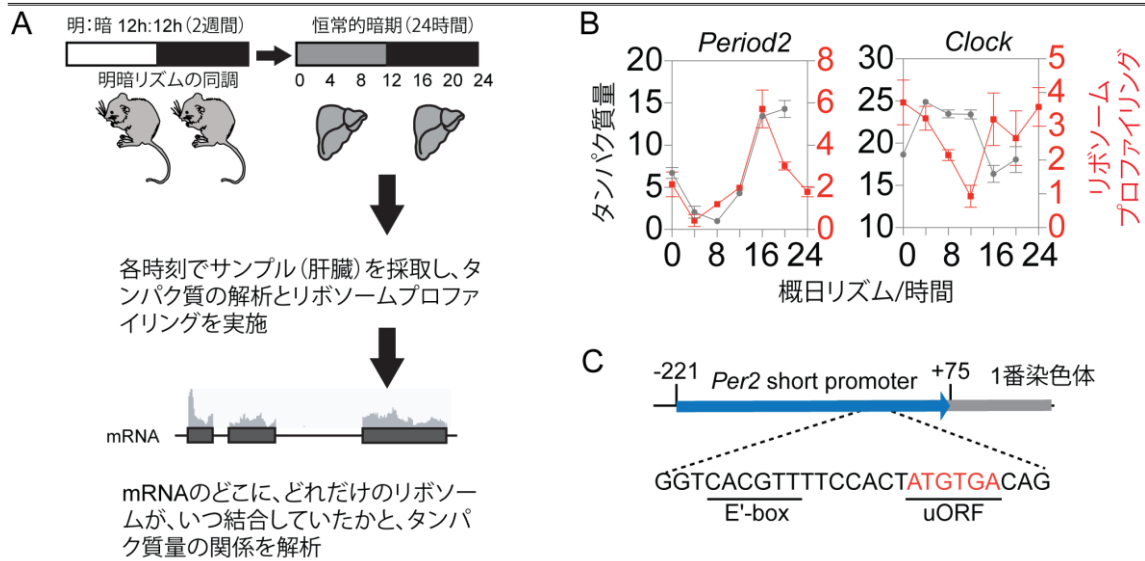 A
明:暗 12h:12h(2週間)
恒常的暗期(24時間)
明暗リズムの同調
0 4 8 12 16 20 24
各時刻でサンプル(肝臓)を採取し、タ
ンパク質の解析とリボソームプロファ
イリングを実施
mRNA
mRNAのどこに、どれだけのリボソー
ムが、いつ結合していたかと、タンパ
ク質量の関係を解析
B
Period2
Clock
タンパク質量
20
15
10
5
0
8
6
4
2
0
30
25
20
15
10
5
4
3
2
1
0
リボソーム
プロファイリング
0 8 16 24
0 8 16 24
概日リズム/時間
C
-221
Per2 short promoter
+75
1番染色体
GGTCACGTTTTCCACTATGTGACAG
E'-box
uORF